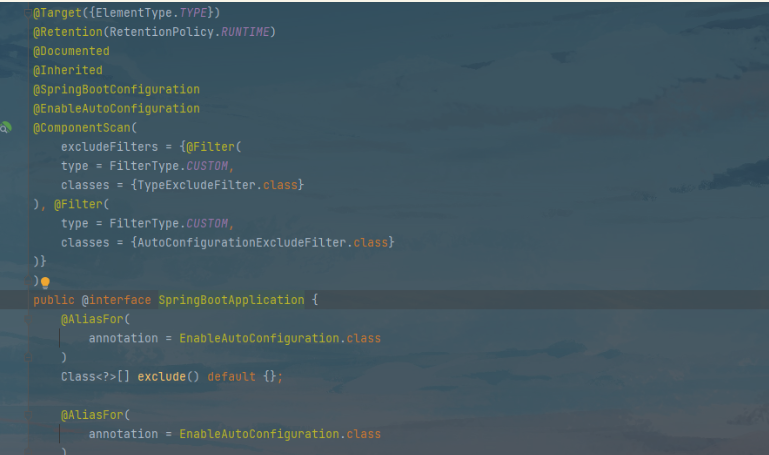 @Target({ElementType.TYPE})
@Retention(RetentionPolicy.RUNTIME)
@Documented
@Inherited
@SpringBootConfiguration
@EnableAutoConfiguration
@ComponentScan(
    excludeFilters = {@Filter(
    type = FilterType.CUSTOM,
    classes = {TypeExcludeFilter.class}
), @Filter(
    type = FilterType.CUSTOM,
    classes = {AutoConfigurationExcludeFilter.class}
)}
)
public @interface SpringBootApplication {
    @AliasFor(
        annotation = EnableAutoConfiguration.class
    )
    Class<?>[] exclude() default {};
    @AliasFor(
        annotation = EnableAutoConfiguration.class
    )